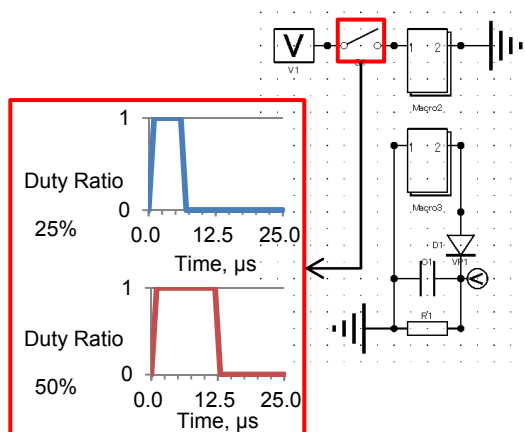 V
V1
S1
1 2
Macro2
1 2
Macro3
D1
VP1
C1
V
R1
1
Duty Ratio
25%
0
0.0 12.5 25.0
Time, µs
1
Duty Ratio
50%
0
0.0 12.5 25.0
Time, µs